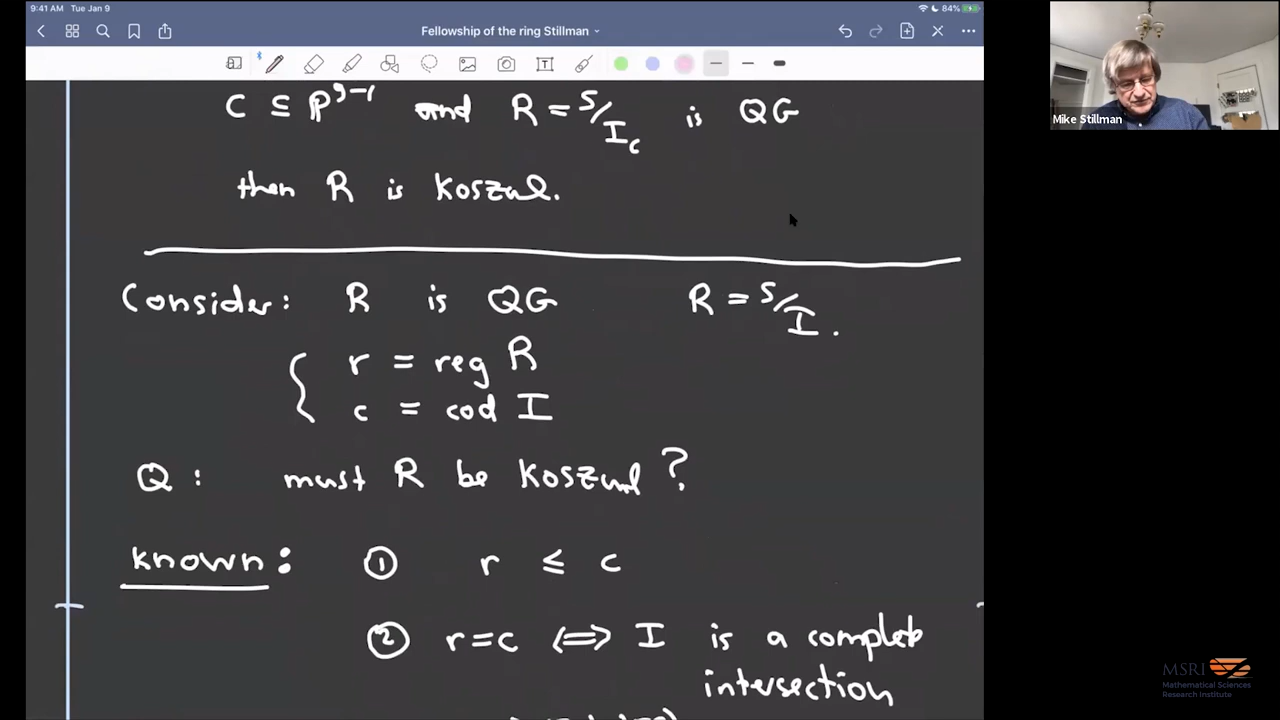 9:41 AM Tue Jan 9
84%
Fellowship of the ring Stillman
C ⊆ ℙ^{g-1} and R = S/I_C is QG
then R is Koszul.
Consider: R is QG R = S/I.
{ r = reg R
c = cod I
Q: must R be Koszul?
Known: ① r ≤ c
② r=c ⟺ I is a complete
intersection
Mike Stillman
MSRI
Mathematical Sciences
Research Institute